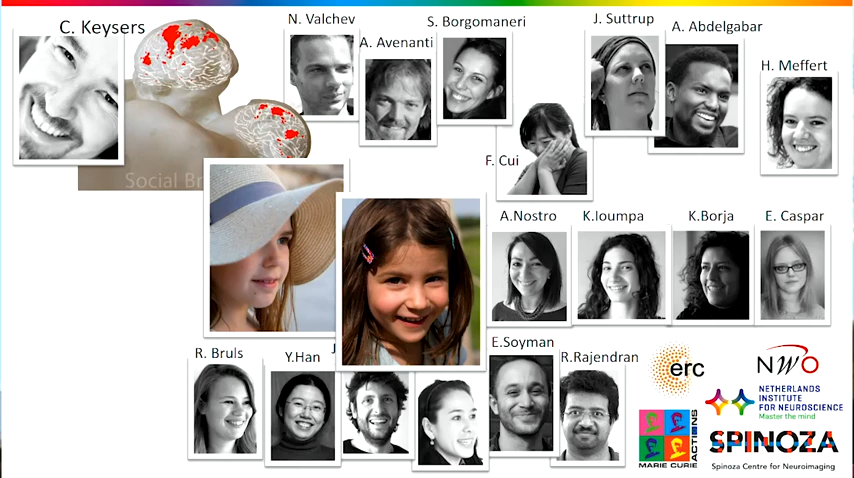 C. Keysers
N. Valchev
A. Avenanti
S. Borgomaneri
J. Suttrup
A. Abdelgabar
H. Meffert
F. Cui
Social Br
A.Nostro
K.Ioumpa
K.Borja
E. Caspar
R. Bruls
Y.Han
J
E.Soyman
R.Rajendran
erc
NWO
NETHERLANDS
INSTITUTE
FOR NEUROSCIENCE
Master the mind
MARIE CURIE
ACTIONS
SPINOZA
Spinoza Centre for Neuroimaging